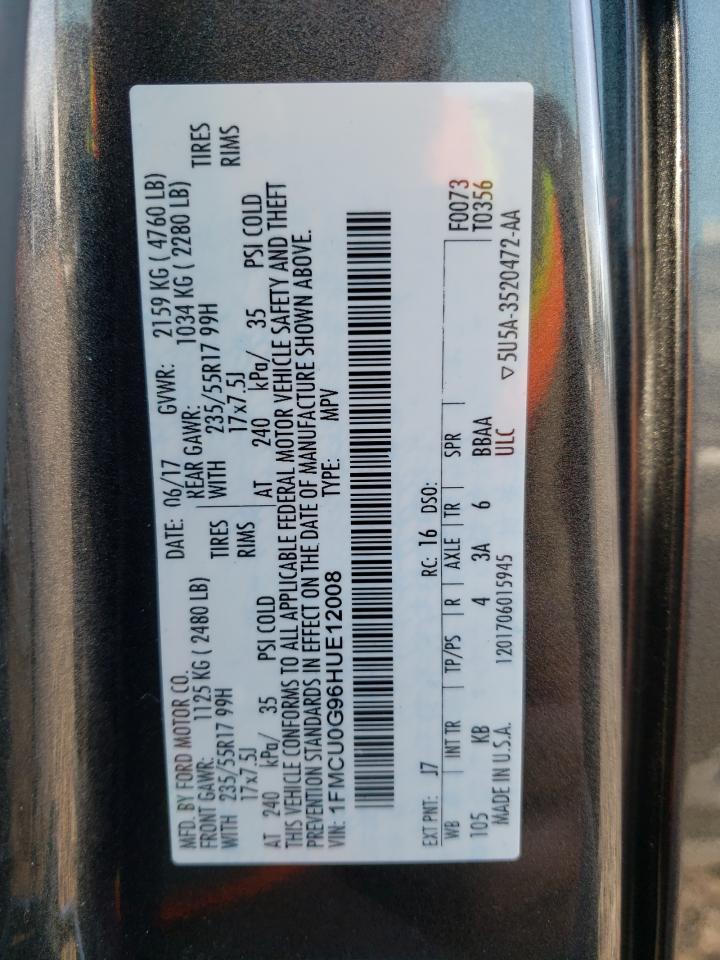 MFD. BY FORD MOTOR CO.
DATE: 06/17 GVWR: 2159 KG ( 4760 LB)
FRONT GAWR: 1125 KG ( 2480 LB)
REAR GAWR: 1034 KG ( 2280 LB)
WITH 235/55R17 99H TIRES
WITH 235/55R17 99H TIRES
17x7.5J RIMS
17x7.5J RIMS
AT 240 kPa/ 35 PSI COLD
AT 240 kPa/ 35 PSI COLD
THIS VEHICLE CONFORMS TO ALL APPLICABLE FEDERAL MOTOR VEHICLE SAFETY AND THEFT
PREVENTION STANDARDS IN EFFECT ON THE DATE OF MANUFACTURE SHOWN ABOVE.
VIN: 1FMCU0G96HUE12008 TYPE: MPV
EXT PNT: J7 RC: 16 DSO: F0073
T0356
WB INT TR TP/PS R AXLE TR SPR
105 KB 4 3A 6 BBAA
MADE IN U.S.A. 1201706015945 ULC ▽5U5A-3520472-AA